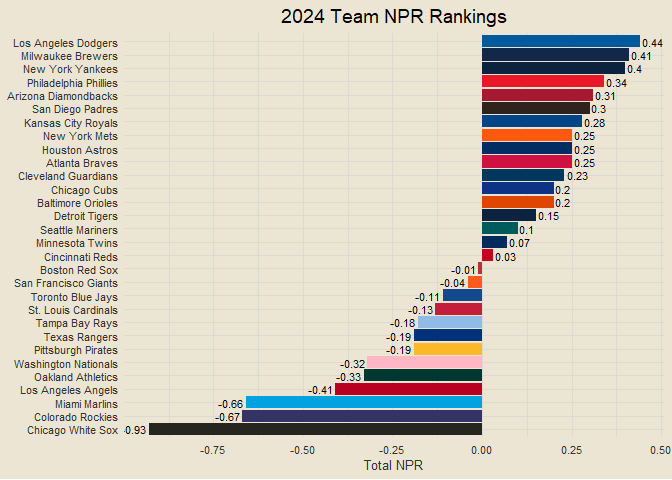 2024 Team NPR Rankings
Los Angeles Dodgers 0.44
Milwaukee Brewers 0.41
New York Yankees 0.4
Philadelphia Phillies 0.34
Arizona Diamondbacks 0.31
San Diego Padres 0.3
Kansas City Royals 0.28
New York Mets 0.25
Houston Astros 0.25
Atlanta Braves 0.25
Cleveland Guardians 0.23
Chicago Cubs 0.2
Baltimore Orioles 0.2
Detroit Tigers 0.15
Seattle Mariners 0.1
Minnesota Twins 0.07
Cincinnati Reds 0.03
Boston Red Sox -0.01
San Francisco Giants -0.04
Toronto Blue Jays -0.11
St. Louis Cardinals -0.13
Tampa Bay Rays -0.18
Texas Rangers -0.19
Pittsburgh Pirates -0.19
Washington Nationals -0.32
Oakland Athletics -0.33
Los Angeles Angels -0.41
Miami Marlins -0.66
Colorado Rockies -0.67
Chicago White Sox -0.93
-0.75 -0.50 -0.25 0.00 0.25 0.50
Total NPR